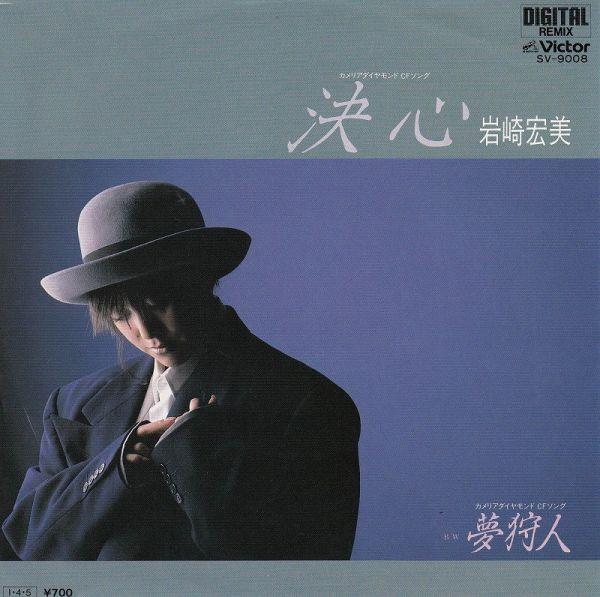 DIGITAL
REMIX
Victor
SV-9008
カメリアダイヤモンド CFソング
決心 岩崎宏美
カメリアダイヤモンド CFソング
B/W 夢狩人
1・4・5 ¥700